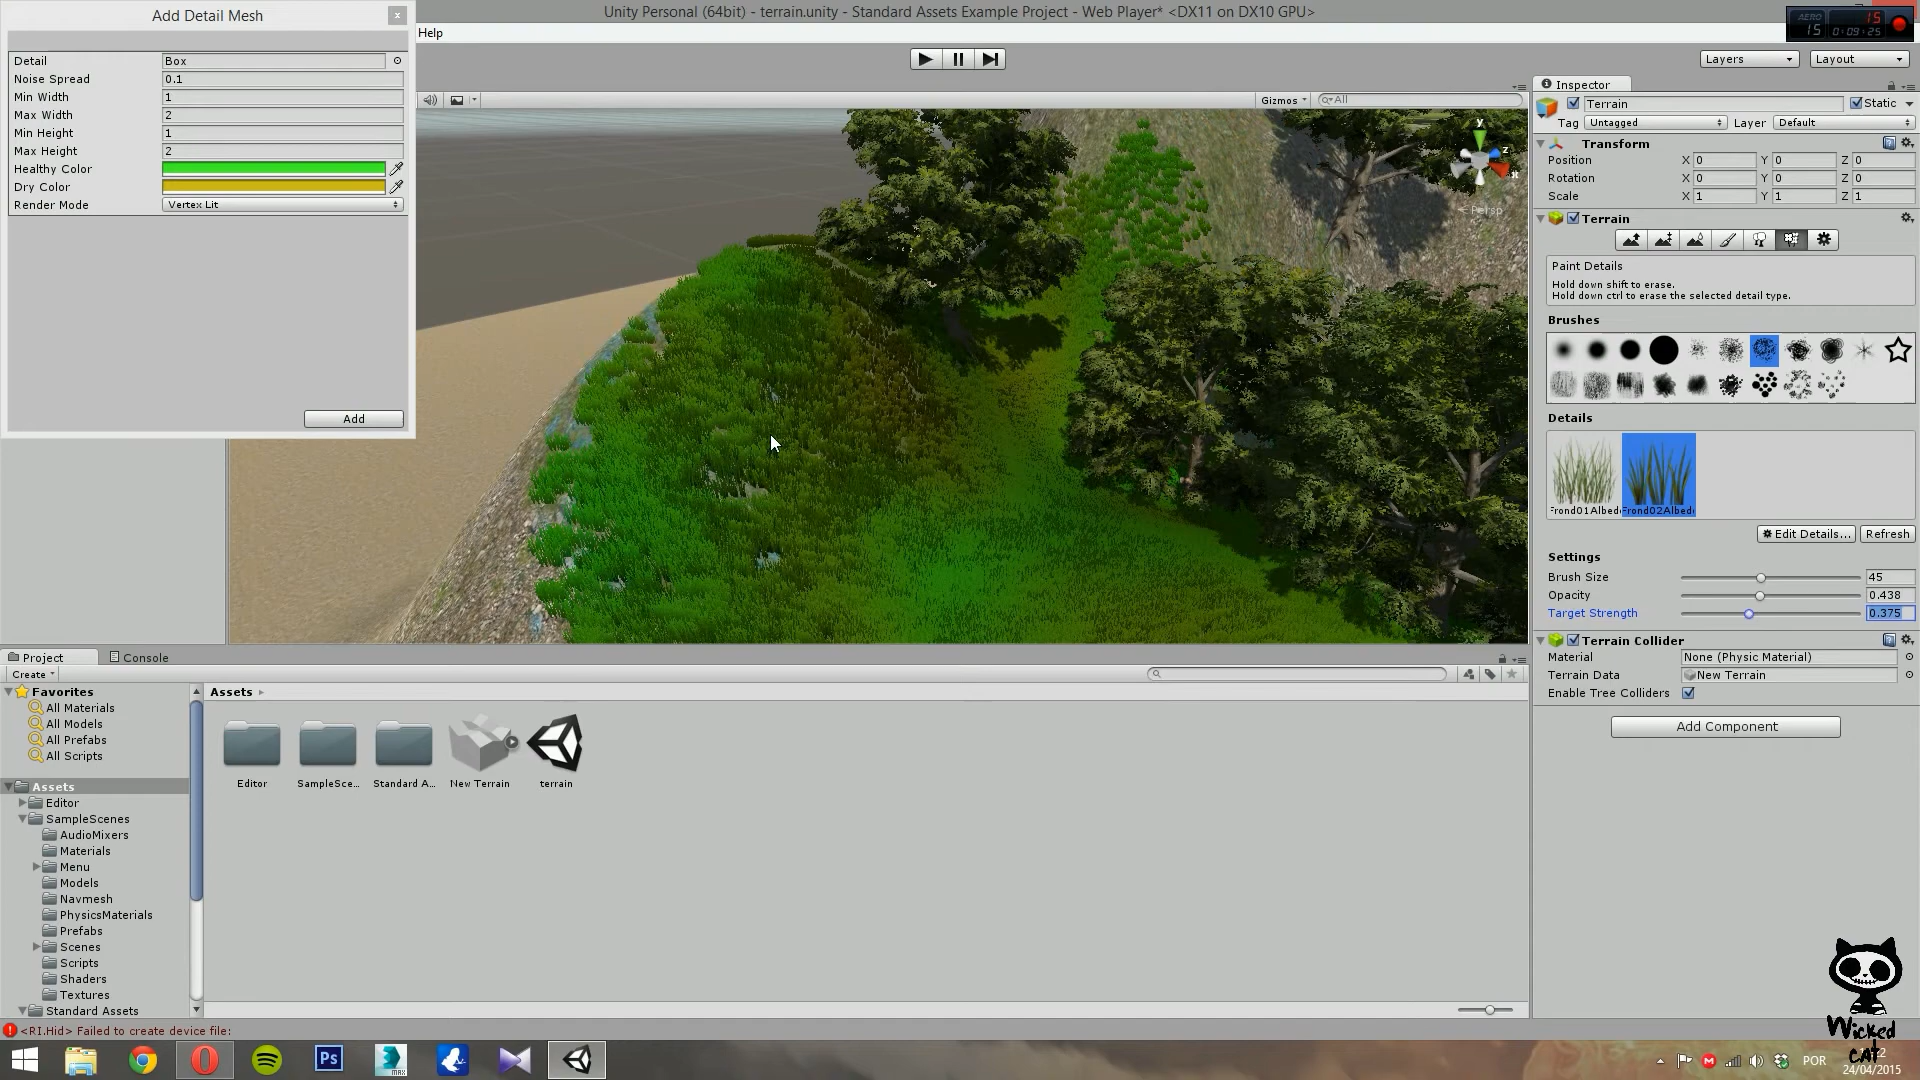 Add Detail Mesh
x
Unity Personal (64bit) - terrain.unity - Standard Assets Example Project - Web Player* <DX11 on DX10 GPU>
AERO
15
15
0:09:25
Help
Detail Box
Noise Spread 0.1
Min Width 1
Max Width 2
Min Height 1
Max Height 2
Healthy Color
Dry Color
Render Mode Vertex Lit
Add
Layers
Layout
Gizmos
All
y
z
x
Persp
Inspector
Terrain
Static
Tag Untagged Layer Default
Transform
Position X 0 Y 0 Z 0
Rotation X 0 Y 0 Z 0
Scale X 1 Y 1 Z 1
Terrain
Paint Details
Hold down shift to erase.
Hold down ctrl to erase the selected detail type.
Brushes
Details
Frond01Albed
Frond02Albed
Edit Details...
Refresh
Settings
Brush Size 45
Opacity 0.438
Target Strength 0.375
Terrain Collider
Material None (Physic Material)
Terrain Data New Terrain
Enable Tree Colliders
Add Component
Project
Console
Create
Favorites
All Materials
All Models
All Prefabs
All Scripts
Assets
Editor
SampleScenes
AudioMixers
Materials
Menu
Models
Navmesh
PhysicsMaterials
Prefabs
Scenes
Scripts
Shaders
Textures
Standard Assets
Assets
Editor
SampleSce...
Standard A...
New Terrain
terrain
<RI.Hid> Failed to create device file:
Wicked
cat
Ps
MAX
M
POR
24/04/2015